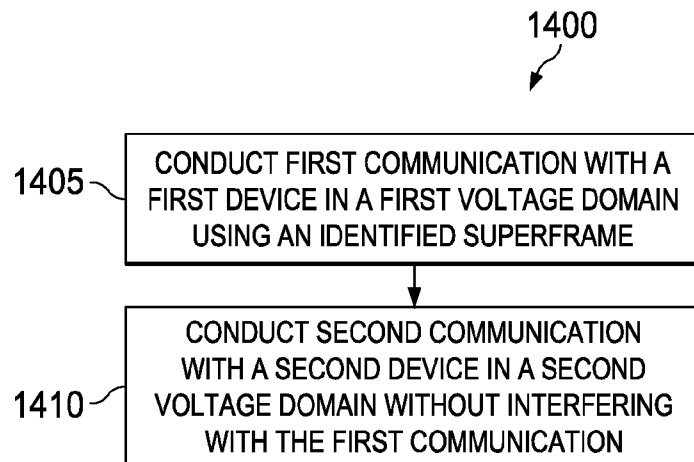 1400
1405
CONDUCT FIRST COMMUNICATION WITH A
FIRST DEVICE IN A FIRST VOLTAGE DOMAIN
USING AN IDENTIFIED SUPERFRAME
1410
CONDUCT SECOND COMMUNICATION
WITH A SECOND DEVICE IN A SECOND
VOLTAGE DOMAIN WITHOUT INTERFERING
WITH THE FIRST COMMUNICATION